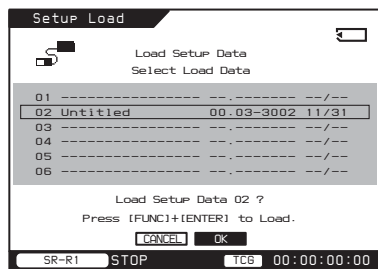 Setup Load
Load Setup Data
Select Load Data
01 ---------------- --.------- --/--
02 Untitled 00.03-3002 11/31
03 ---------------- --.------- --/--
04 ---------------- --.------- --/--
05 ---------------- --.------- --/--
06 ---------------- --.------- --/--
Load Setup Data 02 ?
Press [FUNC]+[ENTER] to Load.
CANCEL OK
SR-R1 STOP TCG 00:00:00:00